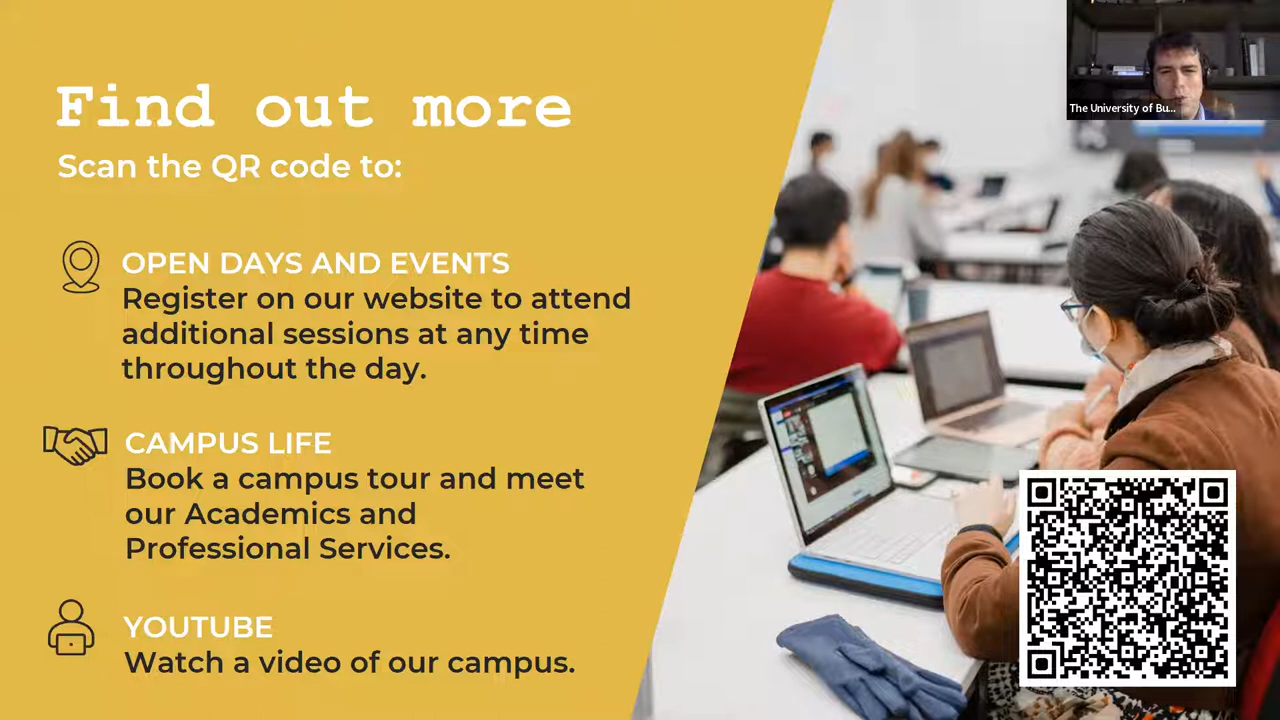 Find out more
Scan the QR code to:
OPEN DAYS AND EVENTS
Register on our website to attend
additional sessions at any time
throughout the day.
CAMPUS LIFE
Book a campus tour and meet
our Academics and
Professional Services.
YOUTUBE
Watch a video of our campus.
The University of Bu...